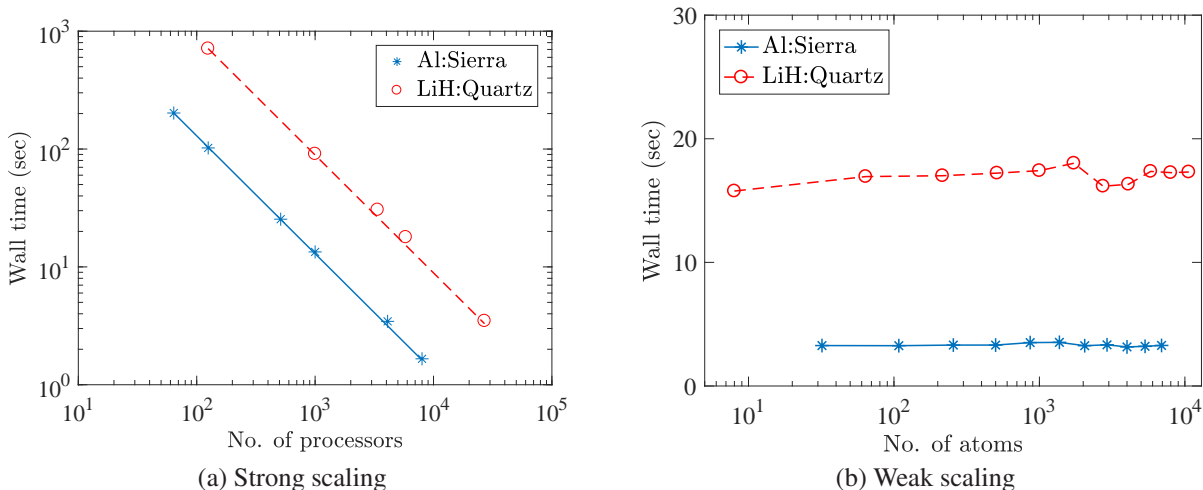 10^3
10^2
10^1
10^0
Wall time (sec)
Al:Sierra
LiH:Quartz
10^1 10^2 10^3 10^4 10^5
No. of processors
(a) Strong scaling
30
20
10
0
Wall time (sec)
Al:Sierra
LiH:Quartz
10^1 10^2 10^3 10^4
No. of atoms
(b) Weak scaling